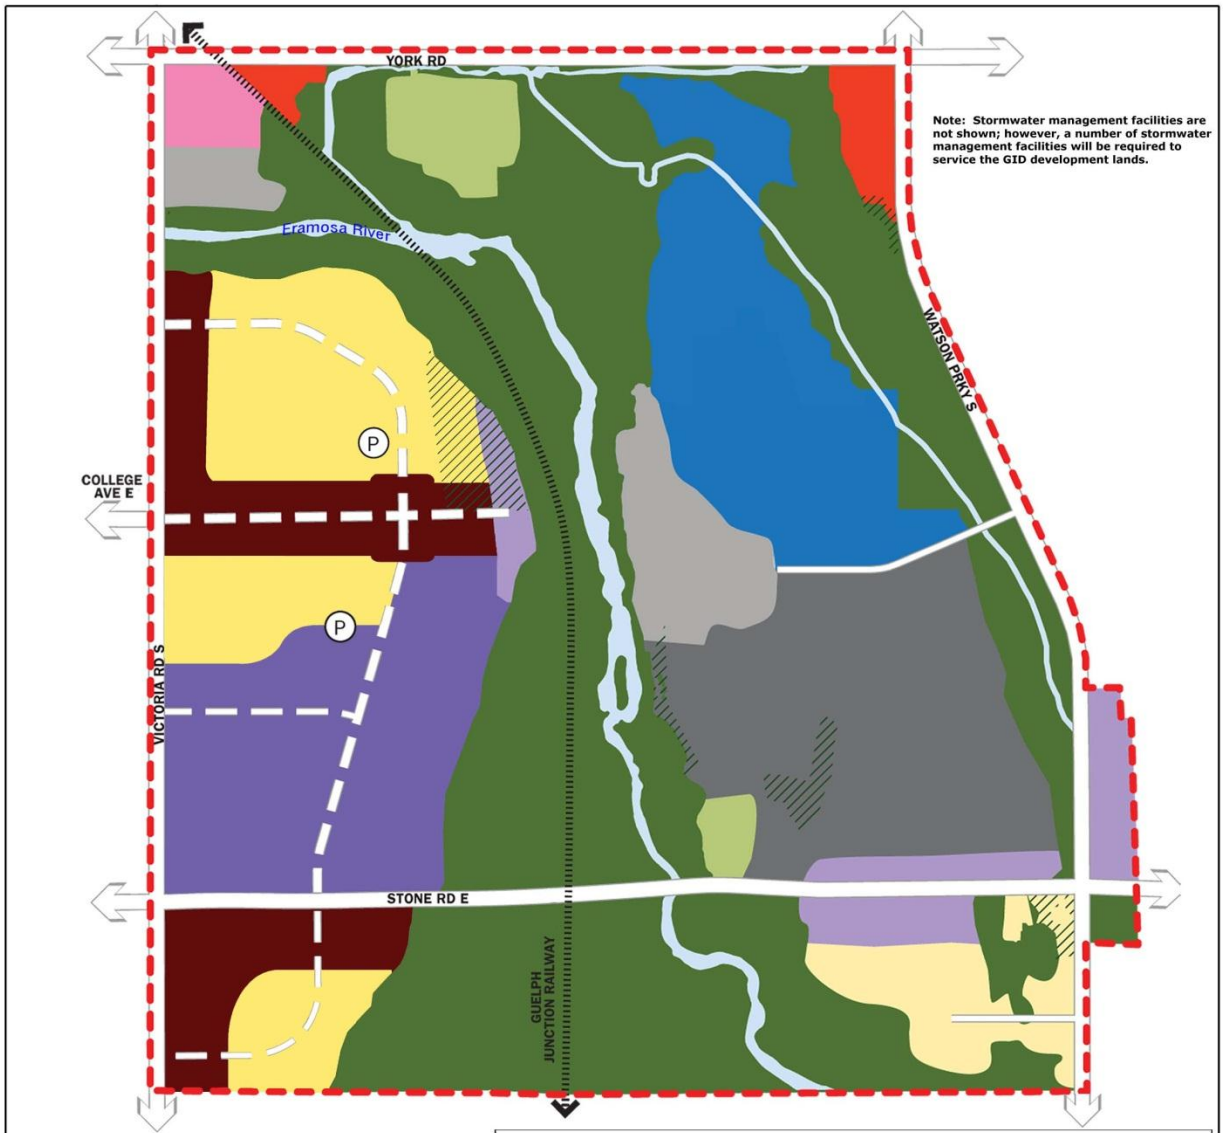 YORK RD
Note: Stormwater management facilities are
not shown; however, a number of stormwater
management facilities will be required to
service the GID development lands.
Eramosa River
WATSON PRKY S
P
COLLEGE
AVE E
P
VICTORIA RD S
STONE RD E
GUELPH
JUNCTION RAILWAY